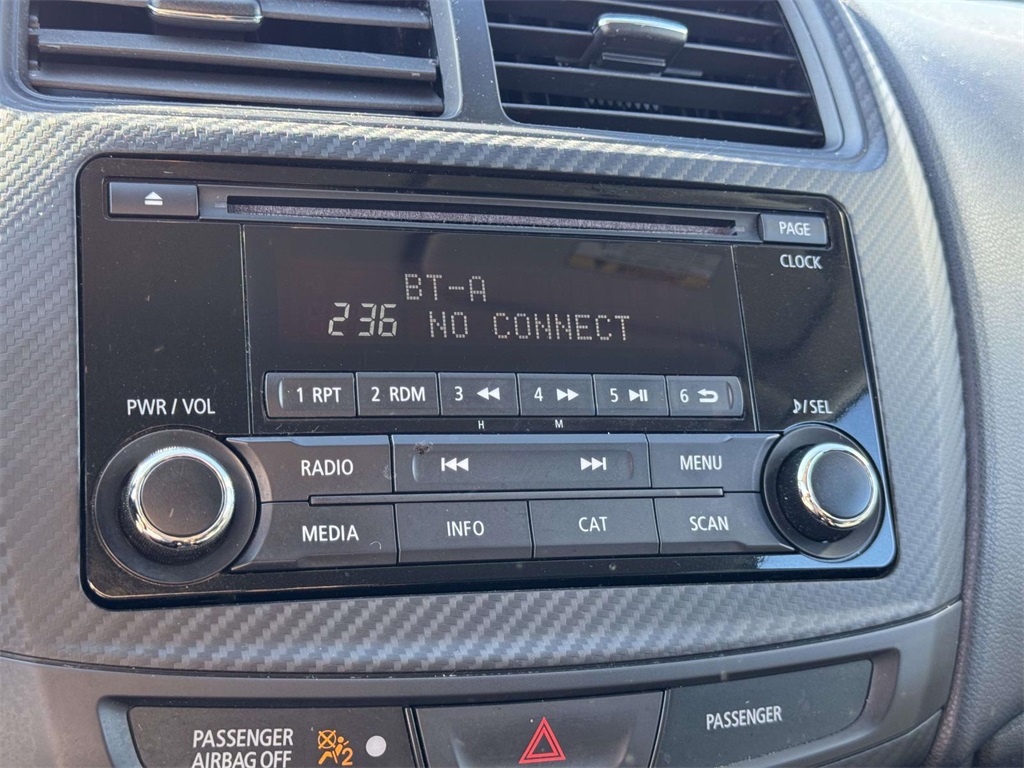 PAGE
CLOCK
BT-A
236 NO CONNECT
1 RPT 2 RDM 3 4 5 6
H M
PWR / VOL
/SEL
RADIO MENU
MEDIA INFO CAT SCAN
PASSENGER
AIRBAG OFF
2
PASSENGER